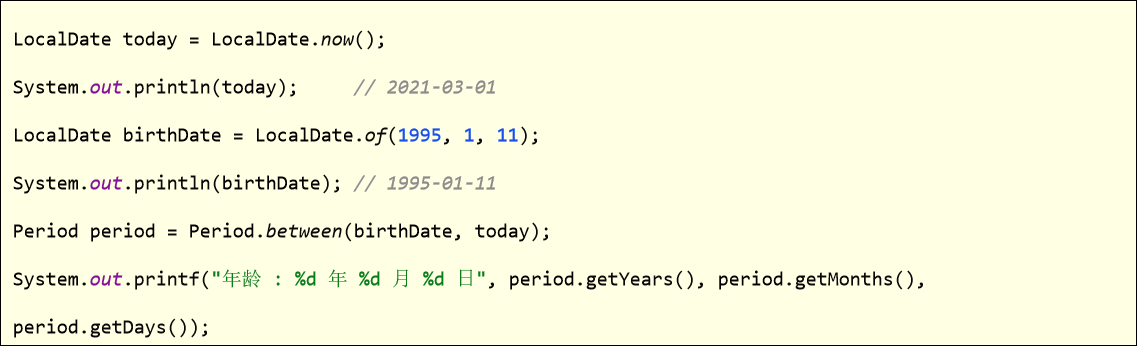 LocalDate today = LocalDate.now();
System.out.println(today);     // 2021-03-01
LocalDate birthDate = LocalDate.of(1995, 1, 11);
System.out.println(birthDate); // 1995-01-11
Period period = Period.between(birthDate, today);
System.out.printf("年龄 : %d 年 %d 月 %d 日", period.getYears(), period.getMonths(),
period.getDays());